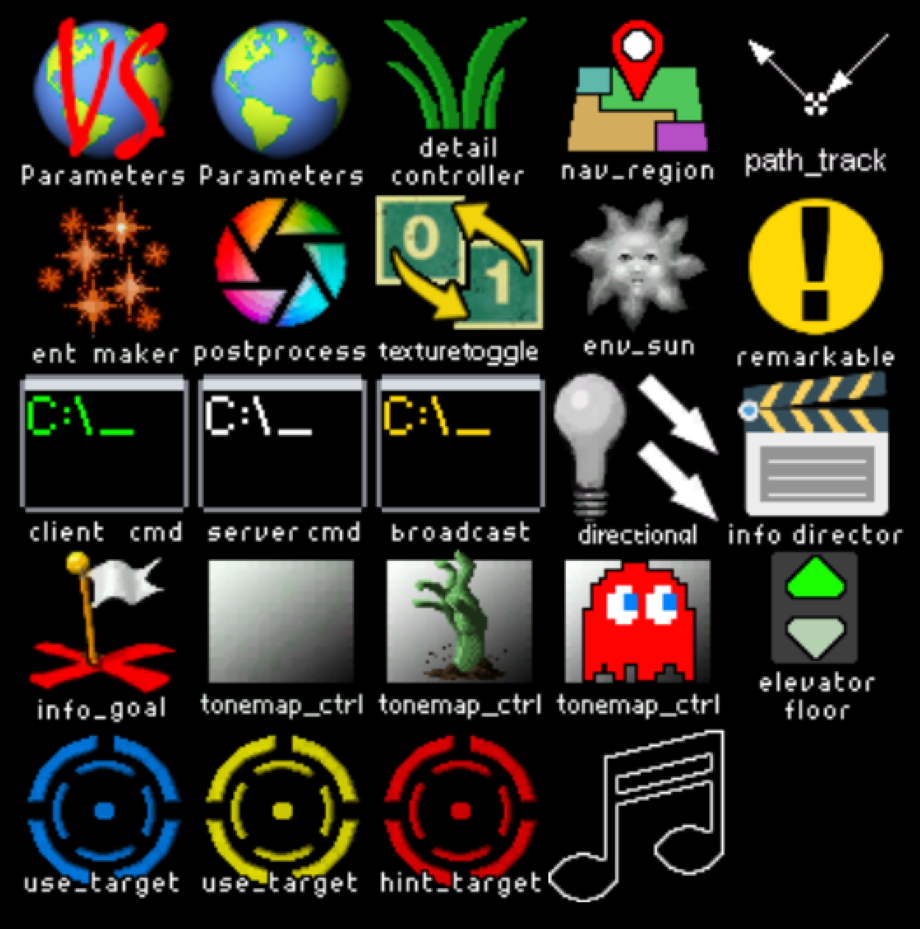 VS
Parameters
Parameters
detail
controller
nav_region
path_track
0
1
!
ent maker
postprocess
texturetoggle
env_sun
remarkable
C:\_
C:\_
C:\_
client cmd
server cmd
broadcast
directional
info director
info_goal
tonemap_ctrl
tonemap_ctrl
tonemap_ctrl
elevator
floor
use_target
use_target
hint_target